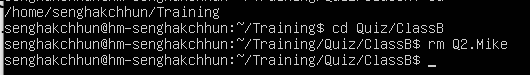 /home/senghakchhun/Training
senghakchhun@hm-senghakchhun:~/Training$ cd Quiz/ClassB
senghakchhun@hm-senghakchhun:~/Training/Quiz/ClassB$ rm Q2.Mike
senghakchhun@hm-senghakchhun:~/Training/Quiz/ClassB$ _